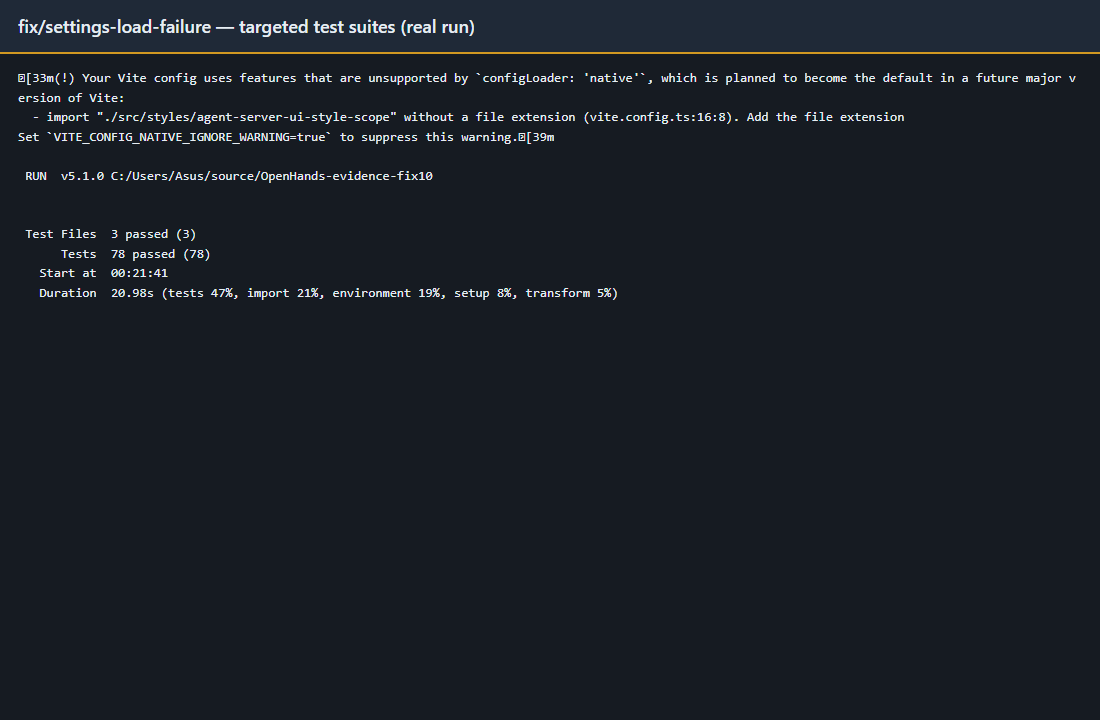 fix/settings-load-failure — targeted test suites (real run)
[33m(!) Your Vite config uses features that are unsupported by `configLoader: 'native'`, which is planned to become the default in a future major v
ersion of Vite:
  - import "./src/styles/agent-server-ui-style-scope" without a file extension (vite.config.ts:16:8). Add the file extension
Set `VITE_CONFIG_NATIVE_IGNORE_WARNING=true` to suppress this warning.[39m
RUN  v5.1.0 C:/Users/Asus/source/OpenHands-evidence-fix10
Test Files  3 passed (3)
Tests  78 passed (78)
Start at  00:21:41
Duration  20.98s (tests 47%, import 21%, environment 19%, setup 8%, transform 5%)